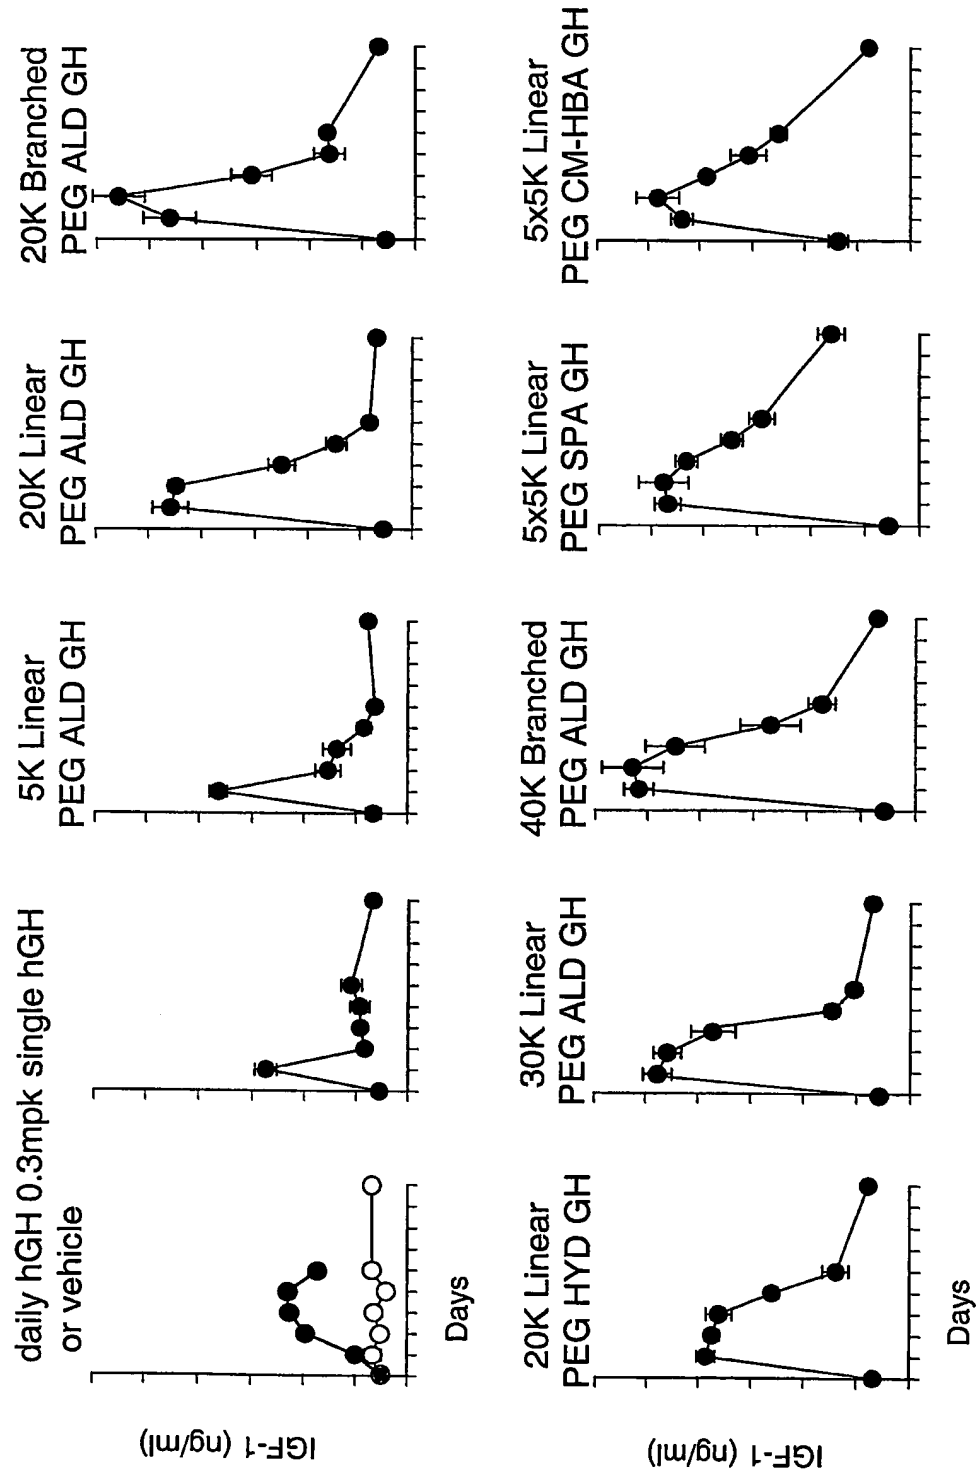 daily hGH 0.3mpk single hGH
or vehicle
5K Linear
PEG ALD GH
20K Linear
PEG ALD GH
20K Branched
PEG ALD GH
IGF-1 (ng/ml)
Days
20K Linear
PEG HYD GH
30K Linear
PEG ALD GH
40K Branched
PEG ALD GH
5x5K Linear
PEG SPA GH
5x5K Linear
PEG CM-HBA GH
IGF-1 (ng/ml)
Days